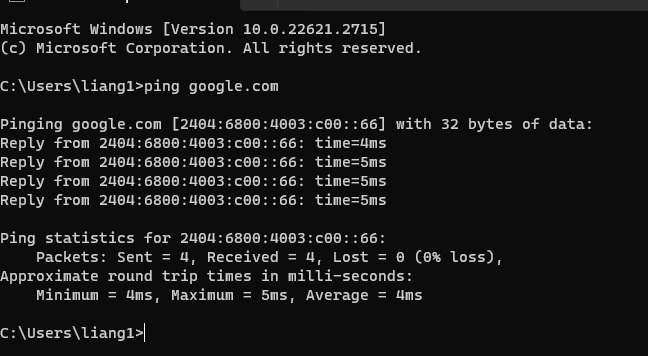 Microsoft Windows [Version 10.0.22621.2715]
(c) Microsoft Corporation. All rights reserved.
C:\Users\liang1>ping google.com
Pinging google.com [2404:6800:4003:c00::66] with 32 bytes of data:
Reply from 2404:6800:4003:c00::66: time=4ms
Reply from 2404:6800:4003:c00::66: time=5ms
Reply from 2404:6800:4003:c00::66: time=5ms
Reply from 2404:6800:4003:c00::66: time=5ms
Ping statistics for 2404:6800:4003:c00::66:
Packets: Sent = 4, Received = 4, Lost = 0 (0% loss),
Approximate round trip times in milli-seconds:
Minimum = 4ms, Maximum = 5ms, Average = 4ms
C:\Users\liang1>